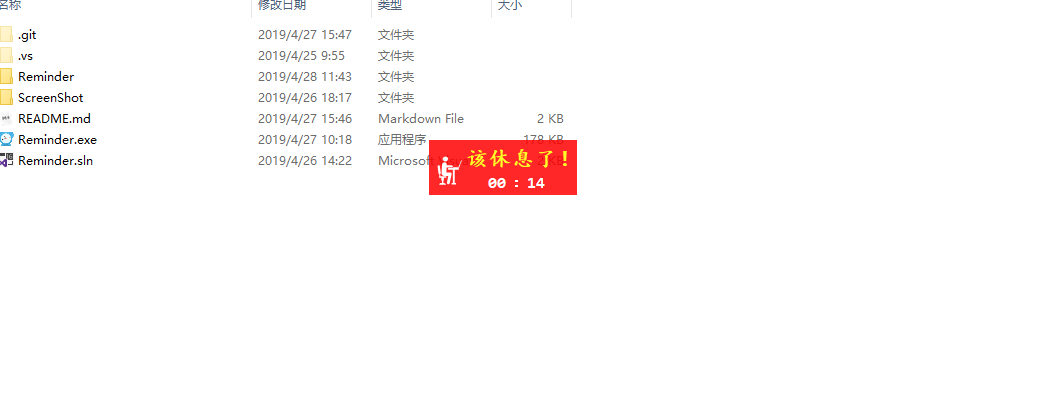 名称 修改日期 类型 大小
.git 2019/4/27 15:47 文件夹
.vs 2019/4/25 9:55 文件夹
Reminder 2019/4/28 11:43 文件夹
ScreenShot 2019/4/26 18:17 文件夹
README.md 2019/4/27 15:46 Markdown File 2 KB
Reminder.exe 2019/4/27 10:18 应用程序 178 KB
Reminder.sln 2019/4/26 14:22 Microsoft 2 KB
该休息了！
00 : 14